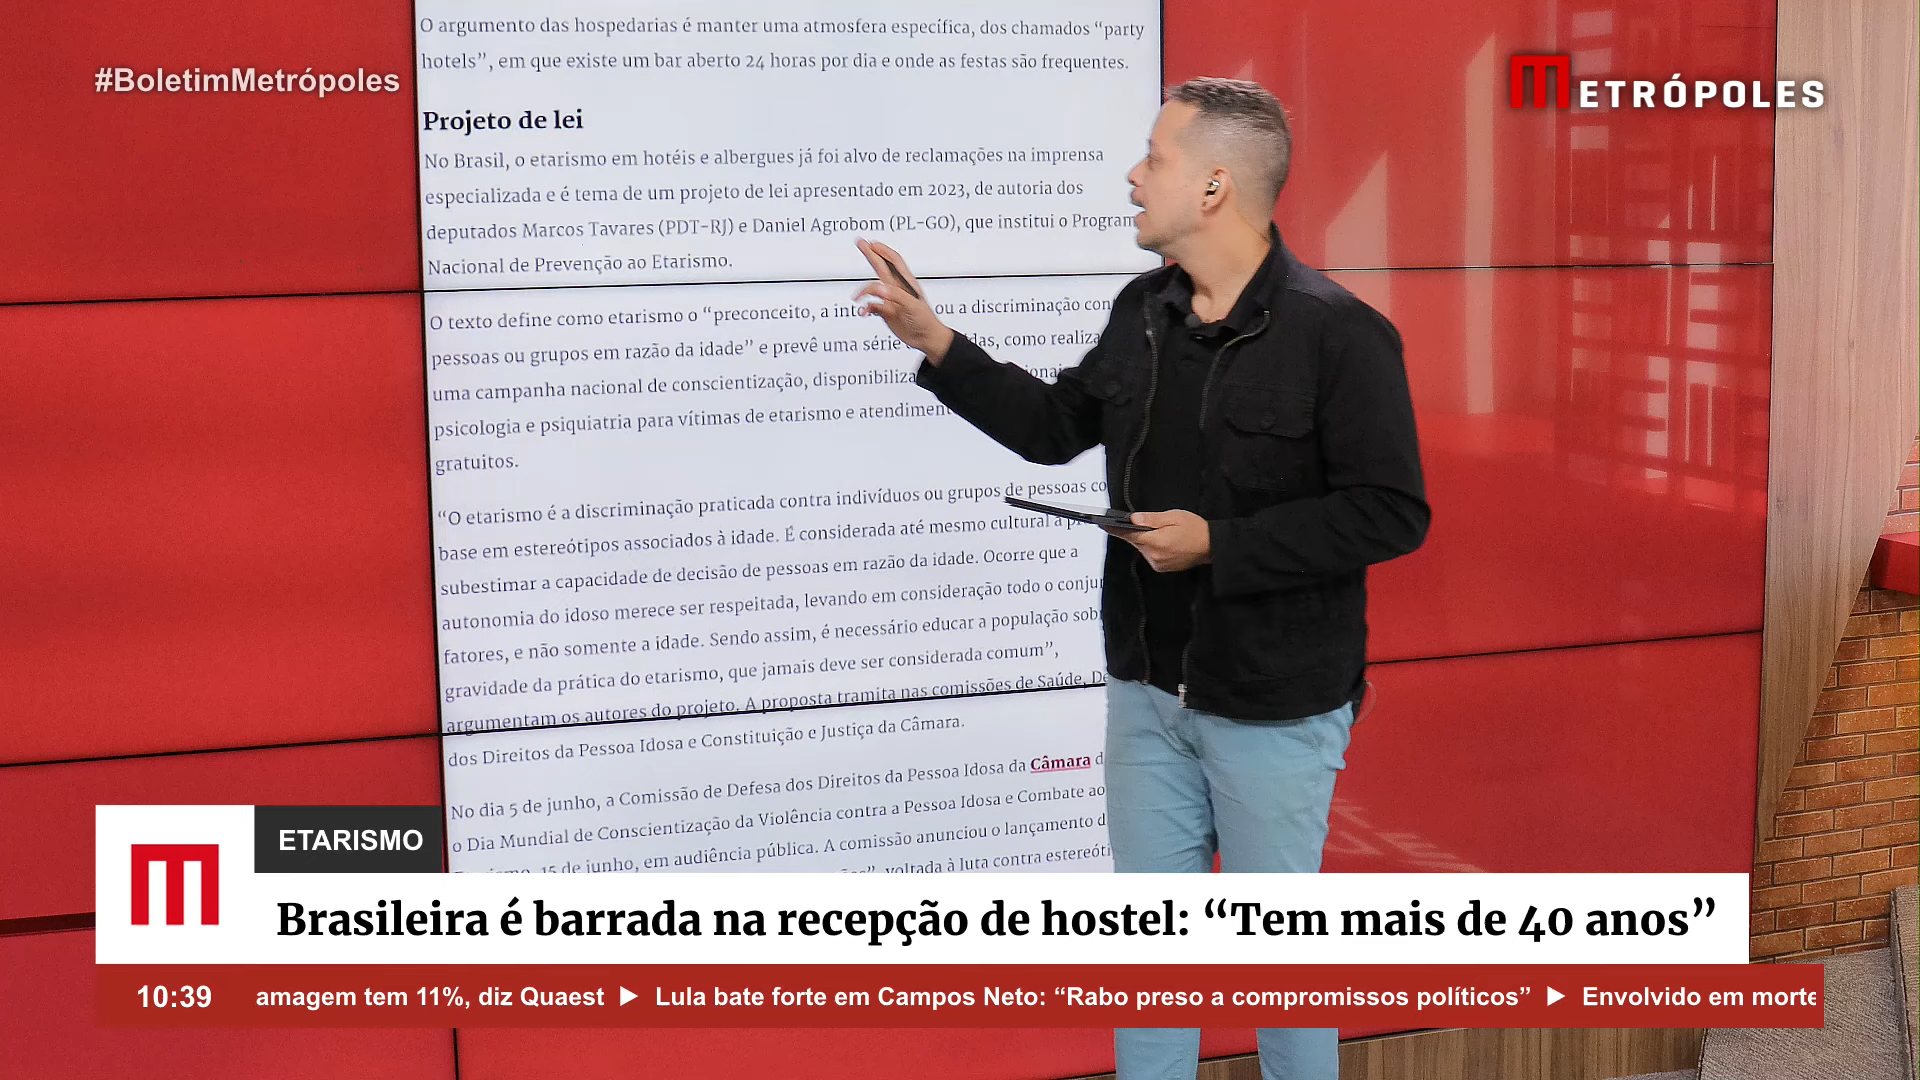 #BoletimMetrópoles
METRÓPOLES
O argumento das hospedarias é manter uma atmosfera específica, dos chamados “party
hotels”, em que existe um bar aberto 24 horas por dia e onde as festas são frequentes.
Projeto de lei
No Brasil, o etarismo em hotéis e albergues já foi alvo de reclamações na imprensa
especializada e é tema de um projeto de lei apresentado em 2023, de autoria dos
deputados Marcos Tavares (PDT-RJ) e Daniel Agrobom (PL-GO), que institui o Program
Nacional de Prevenção ao Etarismo.
O texto define como etarismo o “preconceito, a ou a discriminação con
pessoas ou grupos em razão da idade” e prevê uma série como realiza
uma campanha nacional de conscientização, disponibiliza
psicologia e psiquiatria para vítimas de etarismo e atendimen
gratuitos.
“O etarismo é a discriminação praticada contra indivíduos ou grupos de pessoas co
base em estereótipos associados à idade. É considerada até mesmo cultural a
subestimar a capacidade de decisão de pessoas em razão da idade. Ocorre que a
autonomia do idoso merece ser respeitada, levando em consideração todo o conju
fatores, e não somente a idade. Sendo assim, é necessário educar a população sob
gravidade da prática do etarismo, que jamais deve ser considerada comum”,
argumentam os autores do projeto. A proposta tramita nas comissões de Saúde, De
dos Direitos da Pessoa Idosa e Constituição e Justiça da Câmara.
No dia 5 de junho, a Comissão de Defesa dos Direitos da Pessoa Idosa da Câmara d
o Dia Mundial de Conscientização da Violência contra a Pessoa Idosa e Combate ao
15 de junho, em audiência pública. A comissão anunciou o lançamento d
voltada à luta contra estereóti
M
ETARISMO
Brasileira é barrada na recepção de hostel: “Tem mais de 40 anos”
10:39 amagem tem 11%, diz Quaest ▶ Lula bate forte em Campos Neto: “Rabo preso a compromissos políticos” ▶ Envolvido em morte